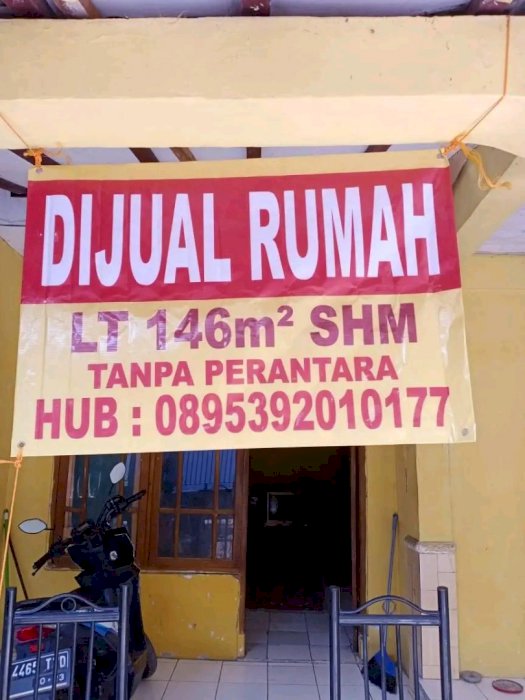 DIJUAL RUMAH
LT 146m² SHM
TANPA PERANTARA
HUB : 0895392010177